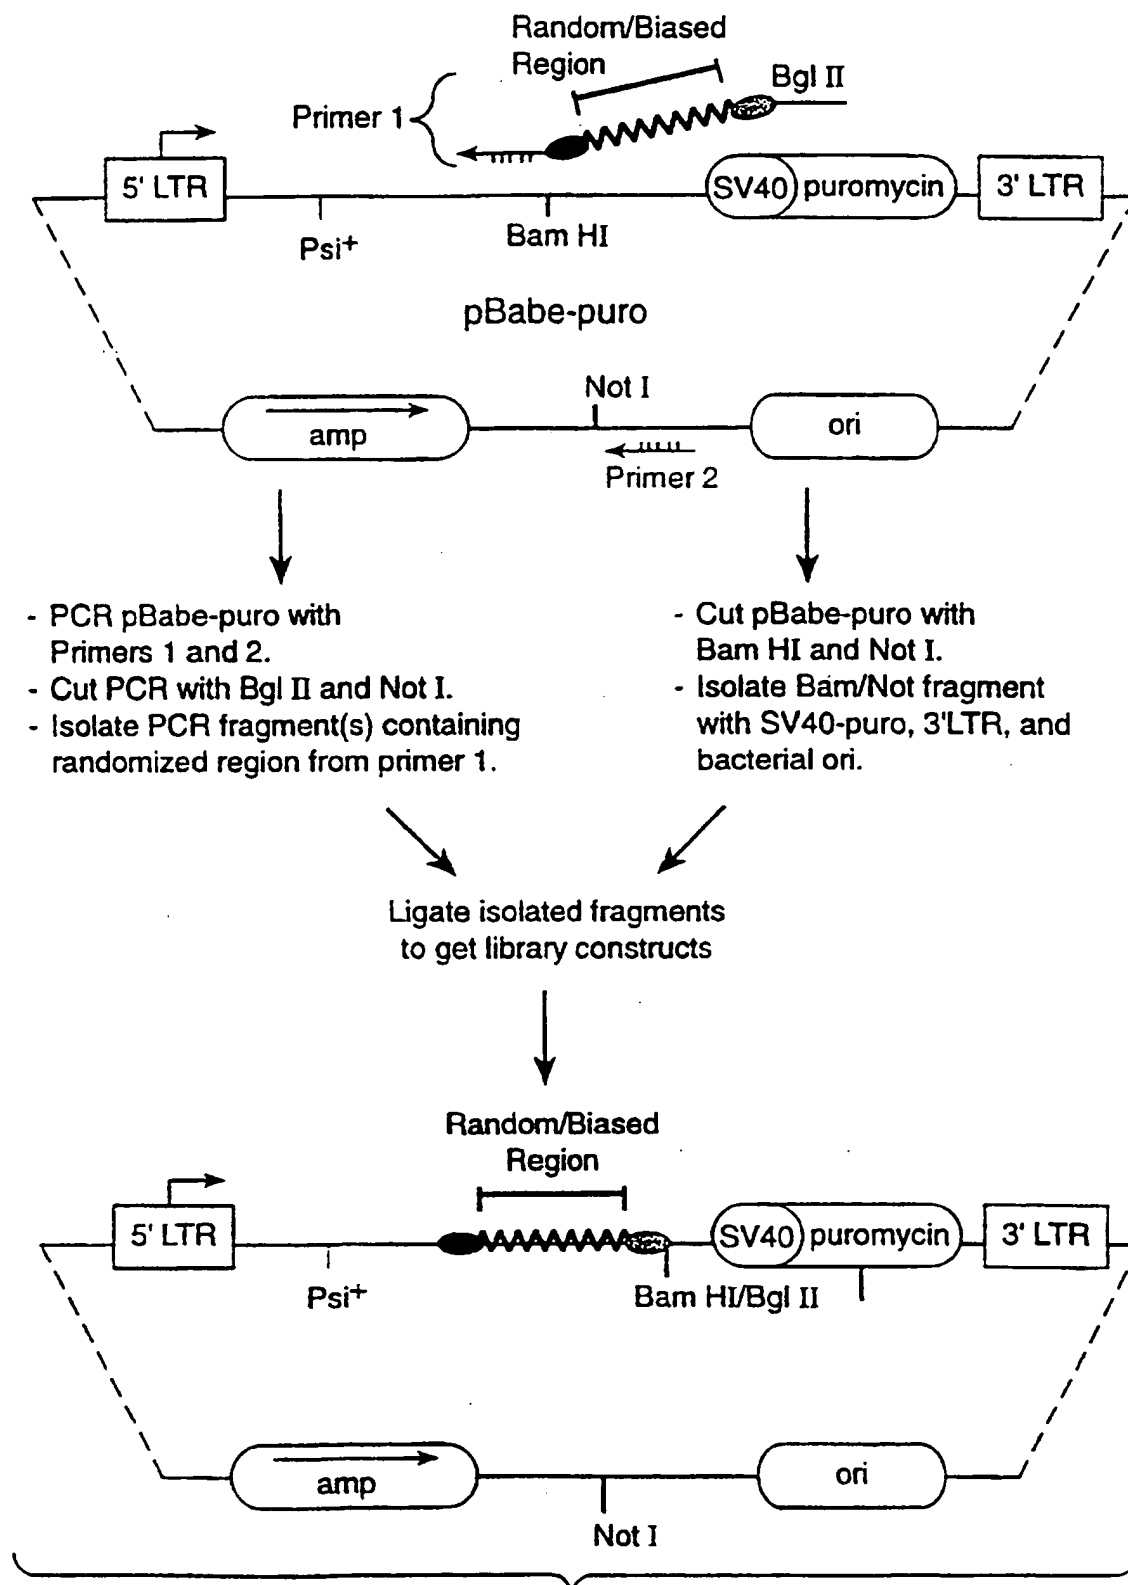 Random/Biased
Region
Bgl II
Primer 1
5' LTR
SV40
puromycin
3' LTR
Psi+
Bam HI
pBabe-puro
Not I
amp
ori
Primer 2
- PCR pBabe-puro with
Primers 1 and 2.
- Cut PCR with Bgl II and Not I.
- Isolate PCR fragment(s) containing
randomized region from primer 1.
- Cut pBabe-puro with
Bam HI and Not I.
- Isolate Bam/Not fragment
with SV40-puro, 3'LTR, and
bacterial ori.
Ligate isolated fragments
to get library constructs
Random/Biased
Region
5' LTR
SV40
puromycin
3' LTR
Psi+
Bam HI/Bgl II
amp
ori
Not I